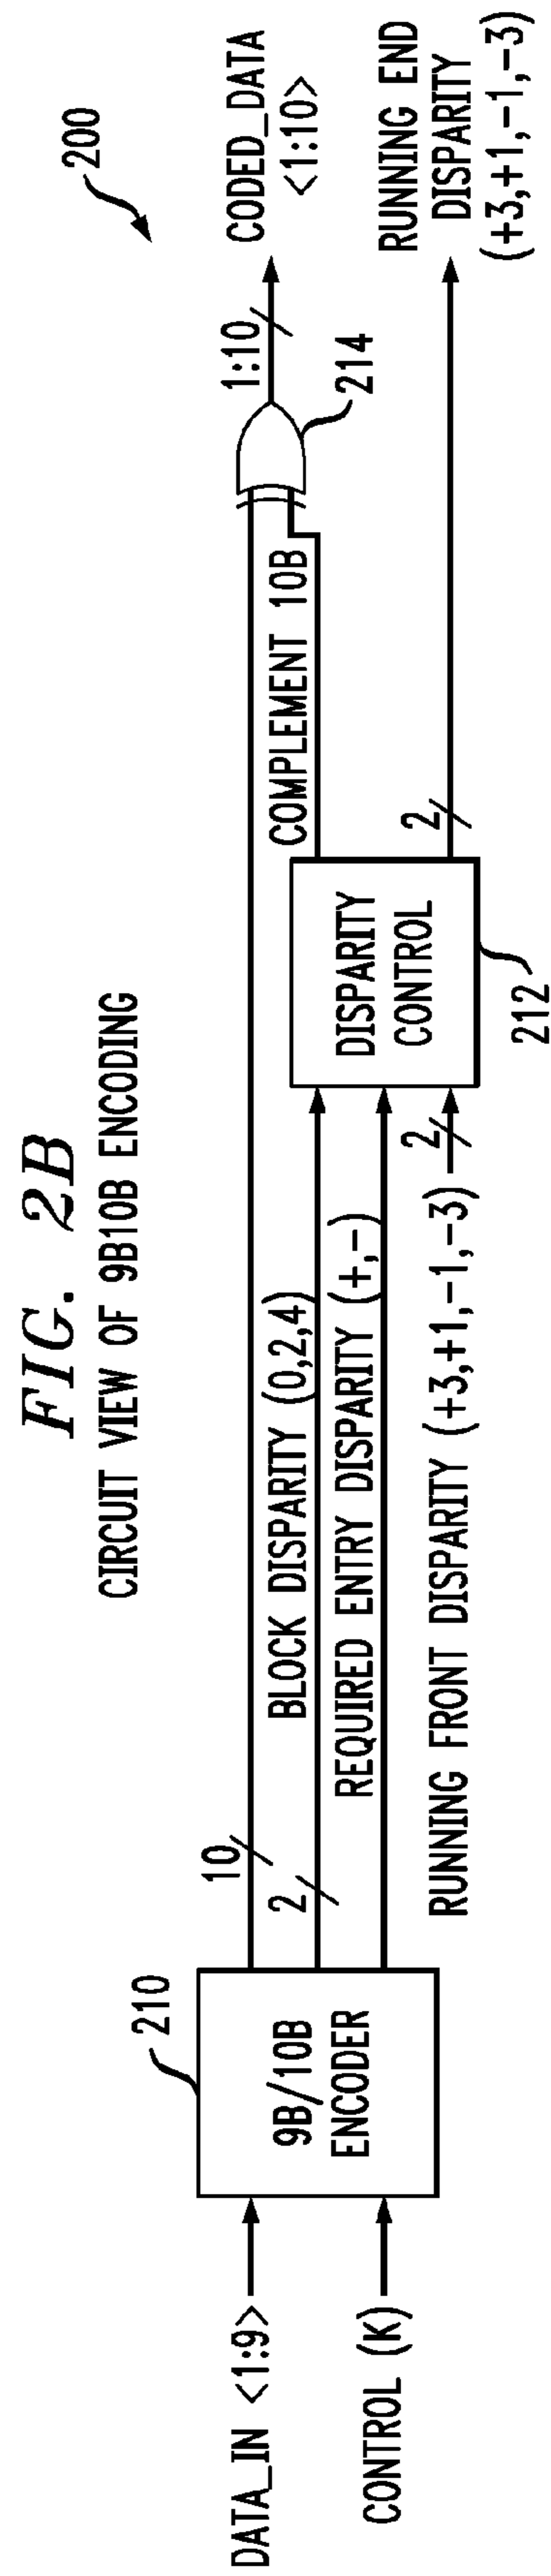 FIG. 2B
CIRCUIT VIEW OF 9B10B ENCODING
200
DATA_IN <1:9>
CONTROL (K)
210
9B/10B
ENCODER
10
2
BLOCK DISPARITY (0,2,4)
REQUIRED ENTRY DISPARITY (+,-)
RUNNING FRONT DISPARITY (+3,+1,-1,-3)
2
DISPARITY
CONTROL
212
COMPLEMENT 10B
2
214
1:10
CODED_DATA
<1:10>
RUNNING END
DISPARITY
(+3,+1,-1,-3)